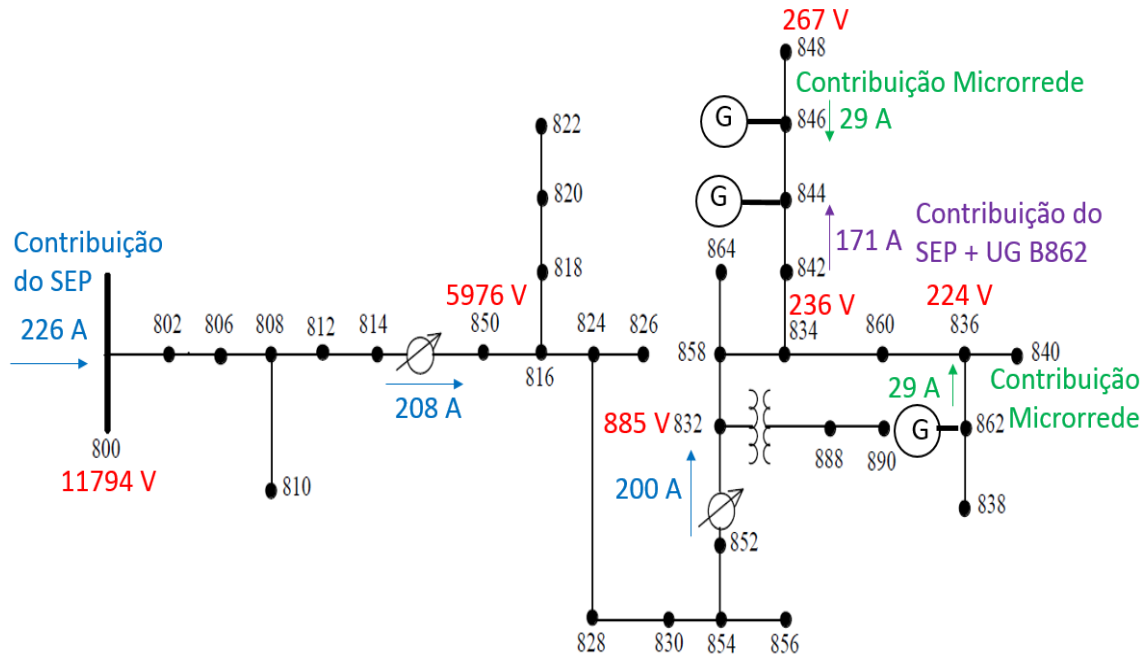 267 V
848
Contribuição Microrrede
G
846
29 A
822
G
844
820
Contribuição do
SEP + UG B862
171 A
864
842
818
Contribuição
do SEP
226 A
5976 V
236 V
224 V
802
806
808
812
814
850
816
824
826
858
834
860
836
840
208 A
29 A
Contribuição
Microrrede
885 V
832
G
862
888
890
800
11794 V
810
200 A
838
852
828
830
854
856